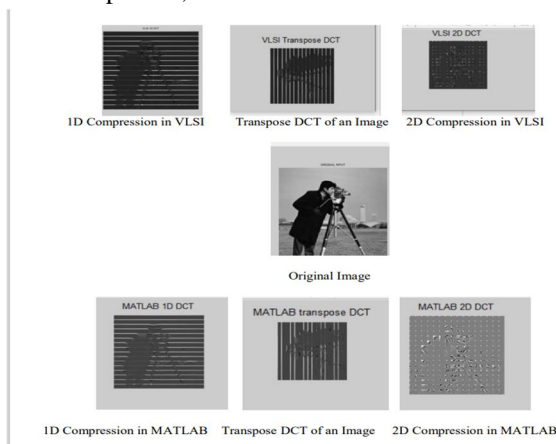 VLSI Transpose DCT
VLSI 2D DCT
1D Compression in VLSI
Transpose DCT of an Image
2D Compression in VLSI
ORIGINAL INPUT
Original Image
MATLAB 1D DCT
MATLAB transpose DCT
MATLAB 2D DCT
1D Compression in MATLAB
Transpose DCT of an Image
2D Compression in MATLAB